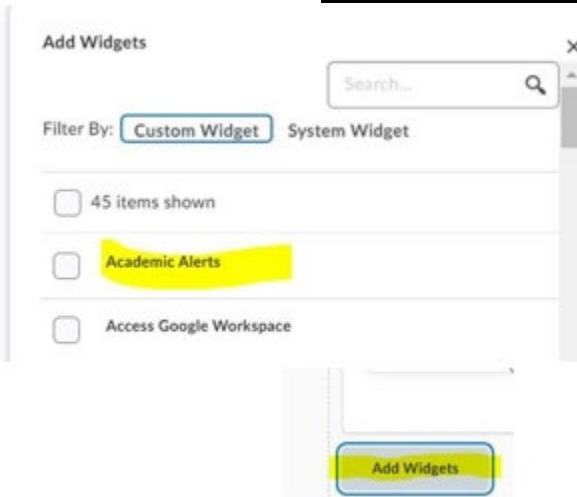 Add Widgets
Search...
Filter By: Custom Widget System Widget
45 items shown
Academic Alerts
Access Google Workspace
Add Widgets